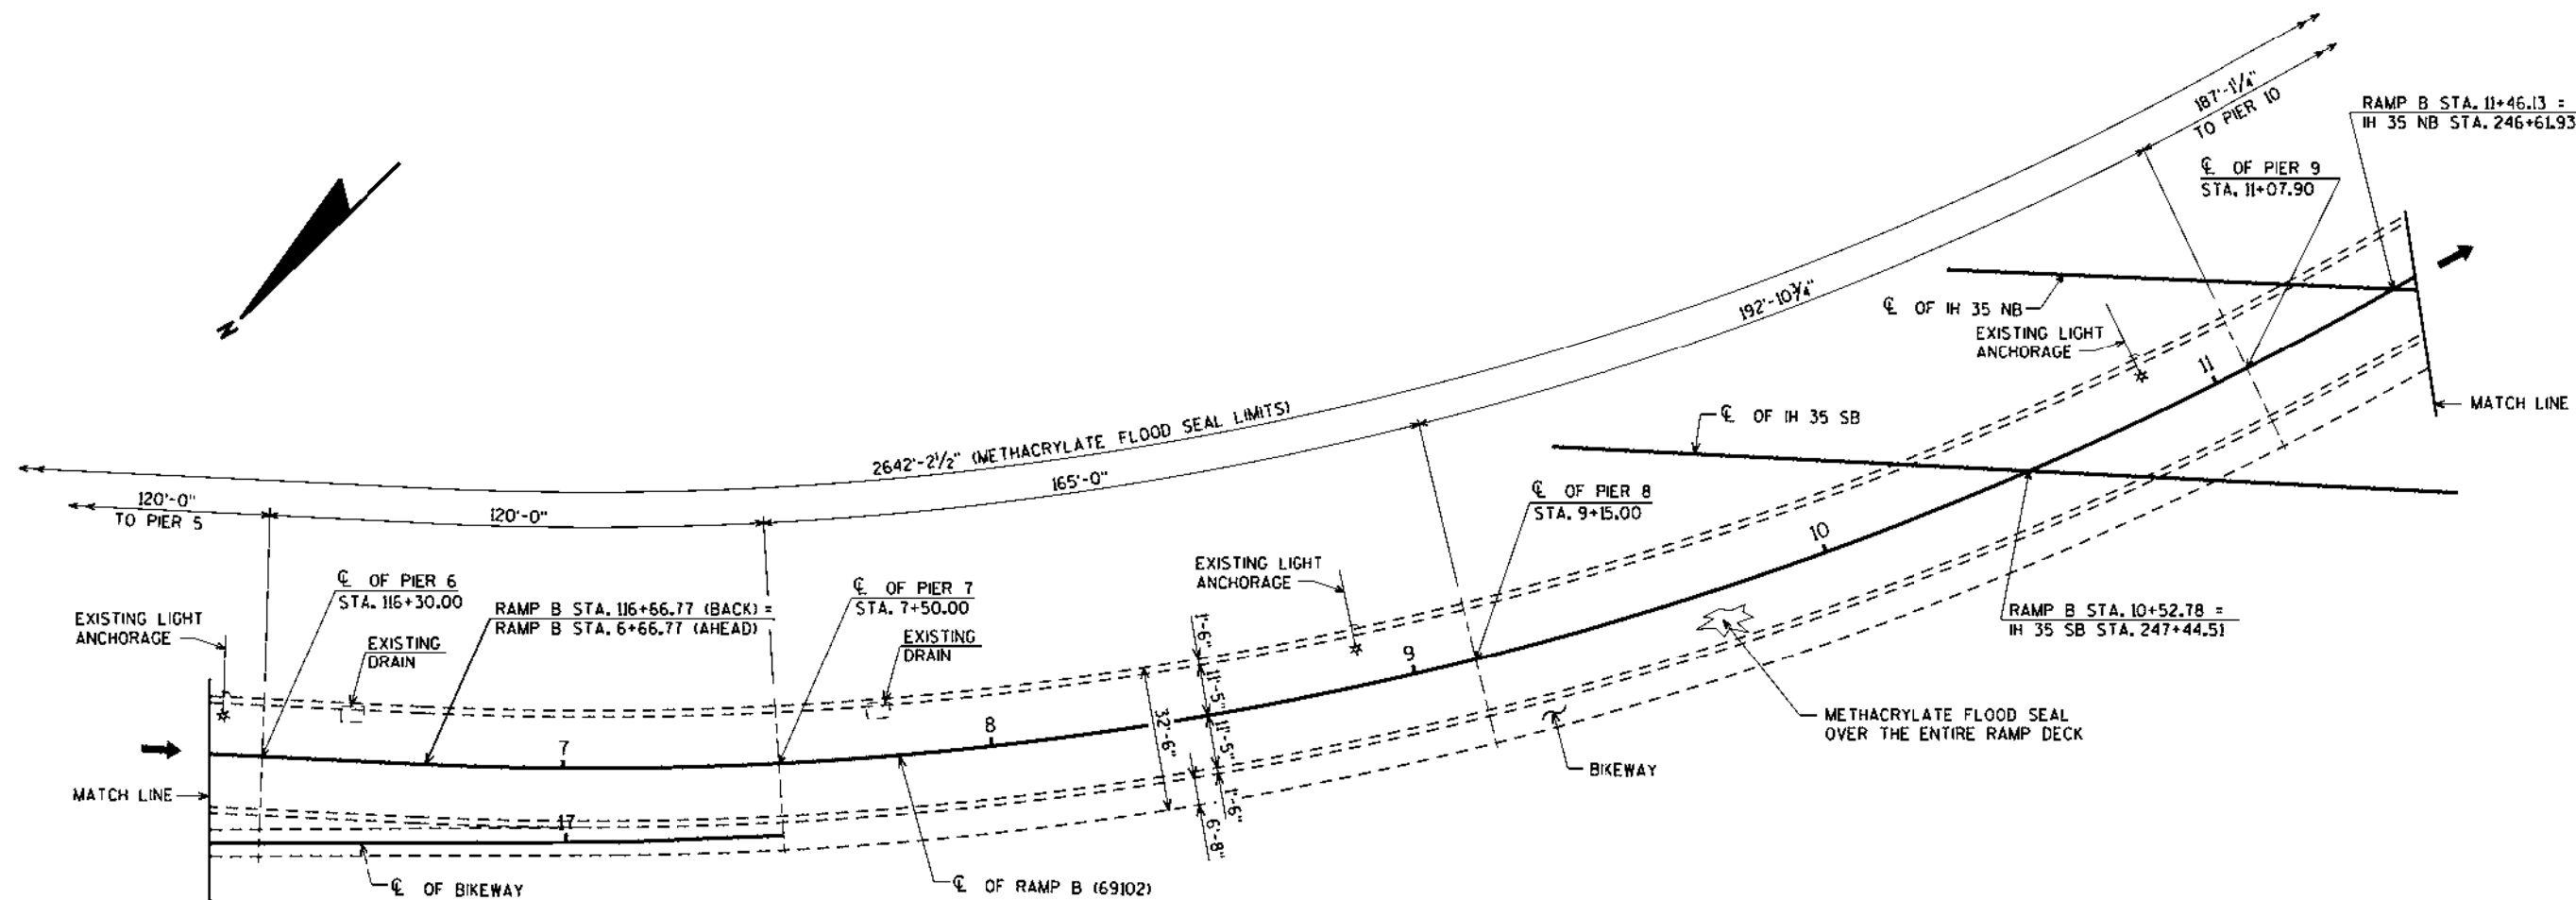 187'-1 1/4"
TO PIER 10
RAMP B STA. 11+46.13 =
IH 35 NB STA. 246+61.93
℄ OF PIER 9
STA. 11+07.90
N
192'-10 3/4"
℄ OF IH 35 NB
EXISTING LIGHT
ANCHORAGE
11
MATCH LINE
2642'-2 1/2" (METHACRYLATE FLOOD SEAL LIMITS)
℄ OF IH 35 SB
165'-0"
120'-0"
TO PIER 5
120'-0"
℄ OF PIER 8
STA. 9+15.00
10
EXISTING LIGHT
ANCHORAGE
℄ OF PIER 6
STA. 116+30.00
RAMP B STA. 116+66.77 (BACK) =
RAMP B STA. 6+66.77 (AHEAD)
℄ OF PIER 7
STA. 7+50.00
EXISTING LIGHT
ANCHORAGE
EXISTING
DRAIN
EXISTING
DRAIN
RAMP B STA. 10+52.78 =
IH 35 SB STA. 247+44.51
1'-6"
11'-5"
32'-6"
11'-5"
1'-6"
6'-8"
7
8
9
METHACRYLATE FLOOD SEAL
OVER THE ENTIRE RAMP DECK
BIKEWAY
MATCH LINE
17
℄ OF BIKEWAY
℄ OF RAMP B (69102)